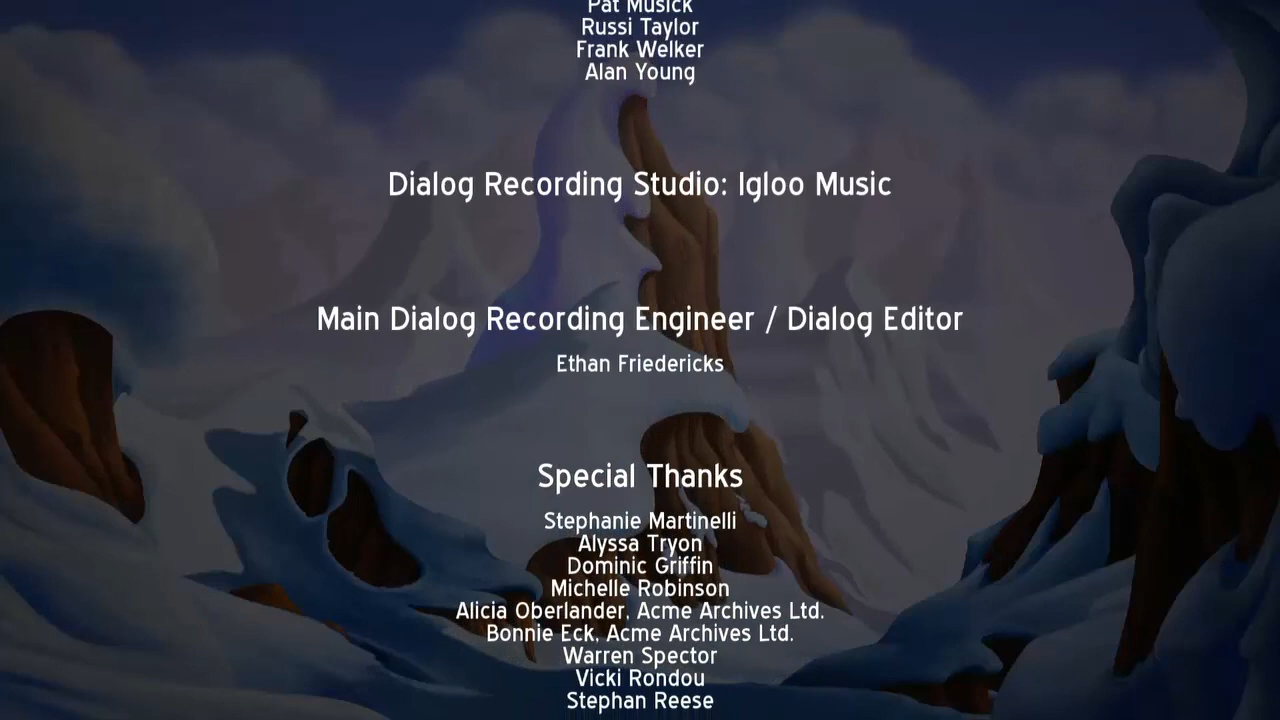 Pat Musick
Russi Taylor
Frank Welker
Alan Young
Dialog Recording Studio: Igloo Music
Main Dialog Recording Engineer / Dialog Editor
Ethan Friedericks
Special Thanks
Stephanie Martinelli
Alyssa Tryon
Dominic Griffin
Michelle Robinson
Alicia Oberlander, Acme Archives Ltd.
Bonnie Eck, Acme Archives Ltd.
Warren Spector
Vicki Rondou
Stephan Reese